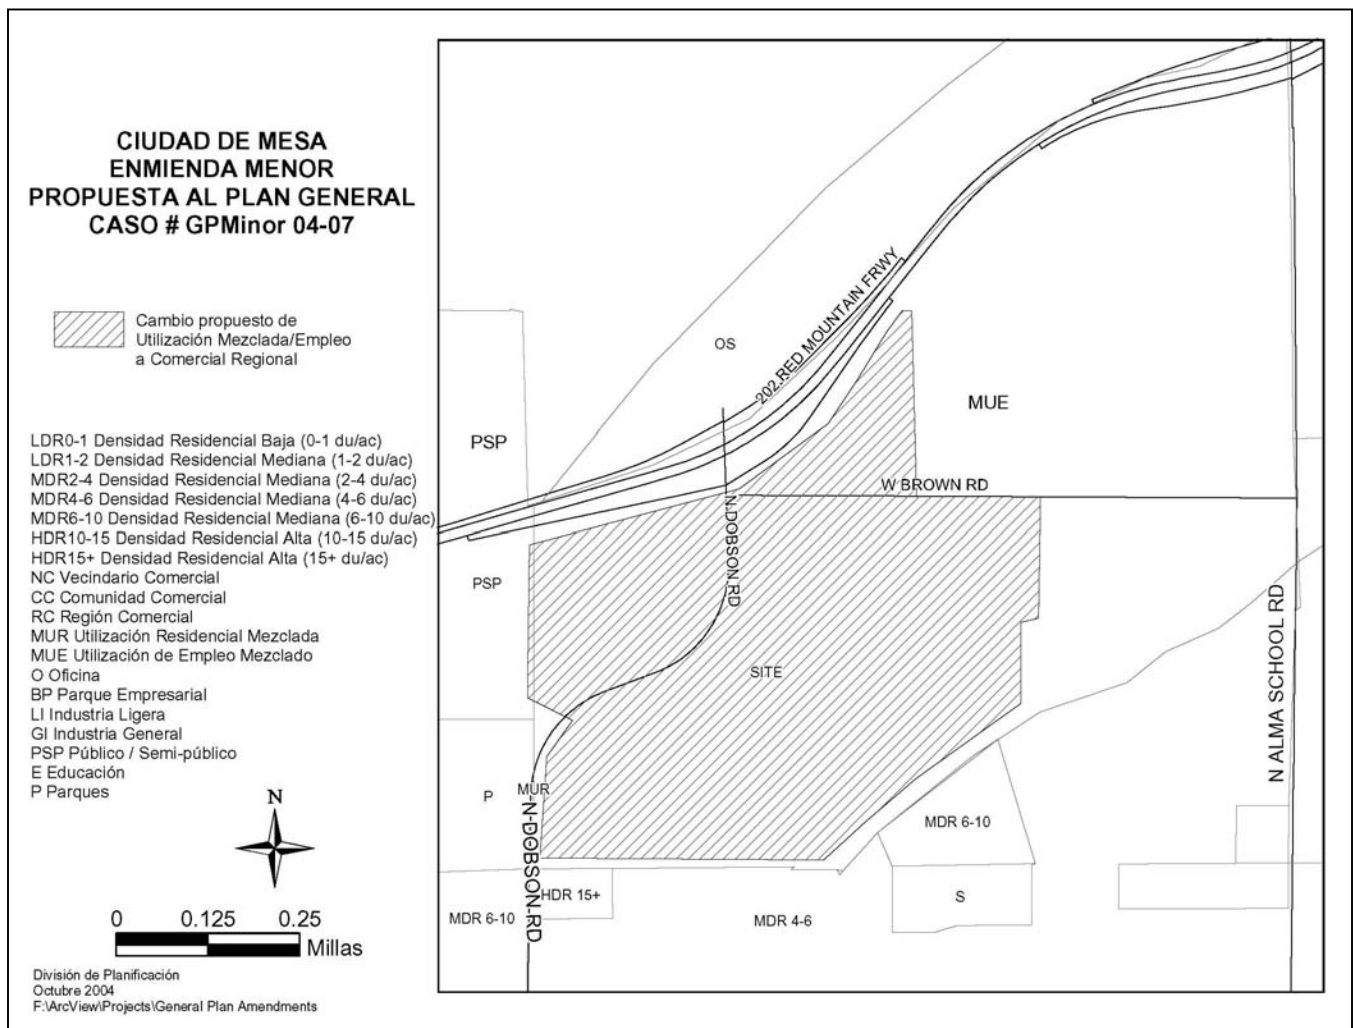 CIUDAD DE MESA
ENMIENDA MENOR
PROPUESTA AL PLAN GENERAL
CASO # GPMinor 04-07
Cambio propuesto de
Utilización Mezclada/Empleo
a Comercial Regional
LDR0-1 Densidad Residencial Baja (0-1 du/ac)
LDR1-2 Densidad Residencial Mediana (1-2 du/ac)
MDR2-4 Densidad Residencial Mediana (2-4 du/ac)
MDR4-6 Densidad Residencial Mediana (4-6 du/ac)
MDR6-10 Densidad Residencial Mediana (6-10 du/ac)
HDR10-15 Densidad Residencial Alta (10-15 du/ac)
HDR15+ Densidad Residencial Alta (15+ du/ac)
NC Vecindario Comercial
CC Comunidad Comercial
RC Región Comercial
MUR Utilización Residencial Mezclada
MUE Utilización de Empleo Mezclado
O Oficina
BP Parque Empresarial
LI Industria Ligera
GI Industria General
PSP Público / Semi-público
E Educación
P Parques
N
0 0.125 0.25
Millas
División de Planificación
Octubre 2004
F:\ArcView\Projects\General Plan Amendments
OS
202 RED MOUNTAIN FRWY
PSP
MUE
W BROWN RD
N DOBSON RD
PSP
SITE
N ALMA SCHOOL RD
P
MUR
N DOBSON RD
MDR 6-10
HDR 15+
MDR 6-10
MDR 4-6
S